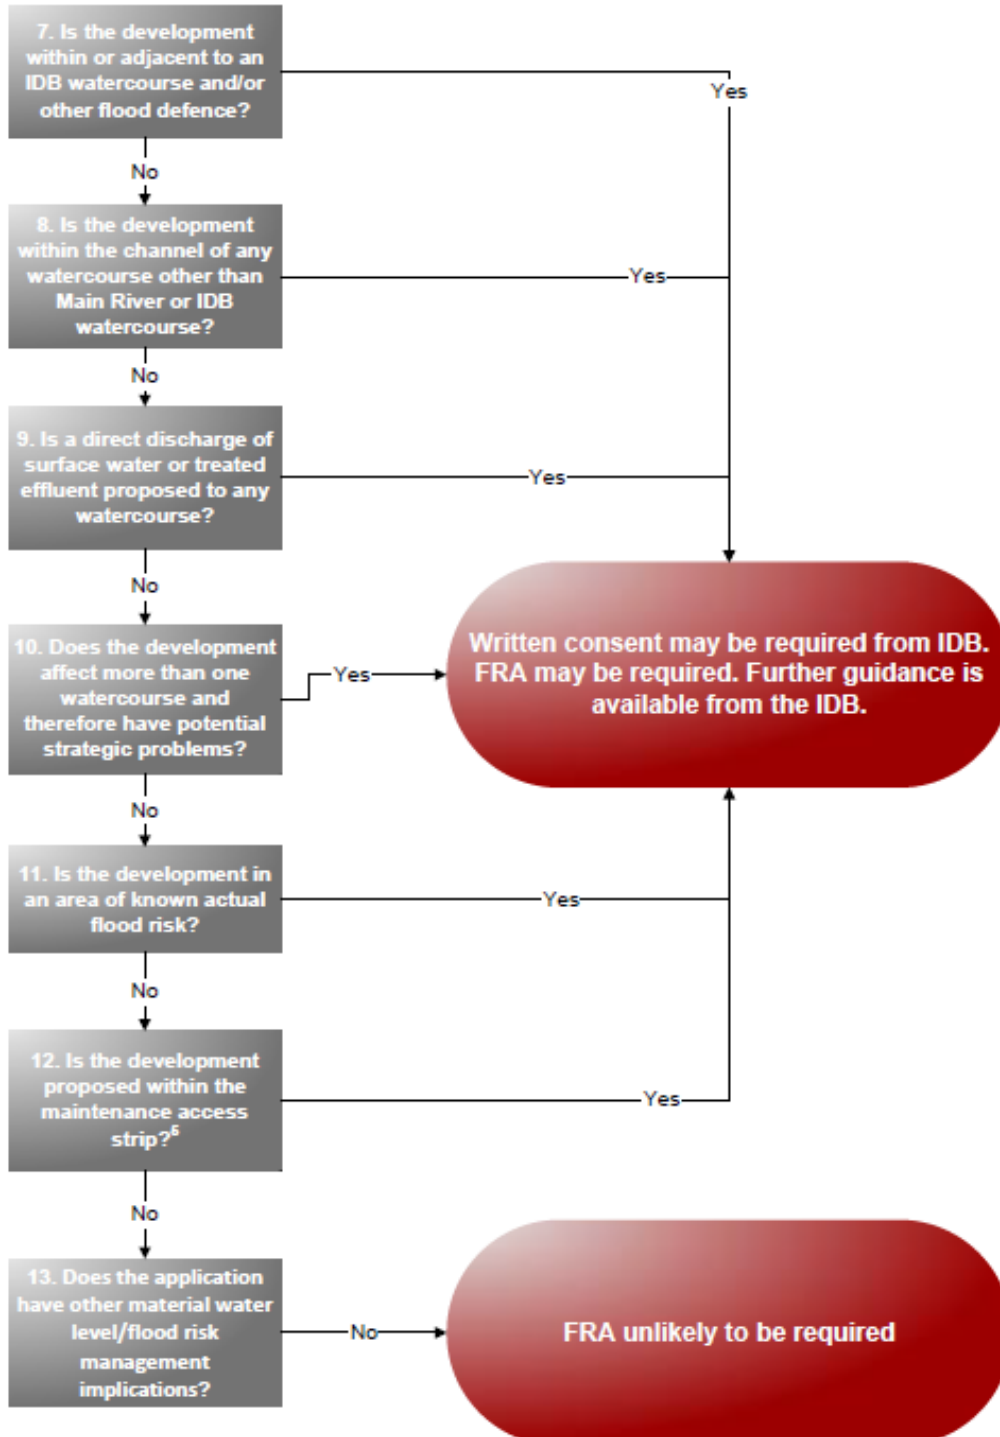 7. Is the development
within or adjacent to an
IDB watercourse and/or
other flood defence?
Yes
No
8. Is the development
within the channel of any
watercourse other than
Main River or IDB
watercourse?
Yes
No
9. Is a direct discharge of
surface water or treated
effluent proposed to any
watercourse?
Yes
No
10. Does the development
affect more than one
watercourse and
therefore have potential
strategic problems?
Yes
Written consent may be required from IDB.
FRA may be required. Further guidance is
available from the IDB.
No
11. Is the development in
an area of known actual
flood risk?
Yes
No
12. Is the development
proposed within the
maintenance access
strip?⁵
Yes
No
13. Does the application
have other material water
level/flood risk
management
implications?
No
FRA unlikely to be required